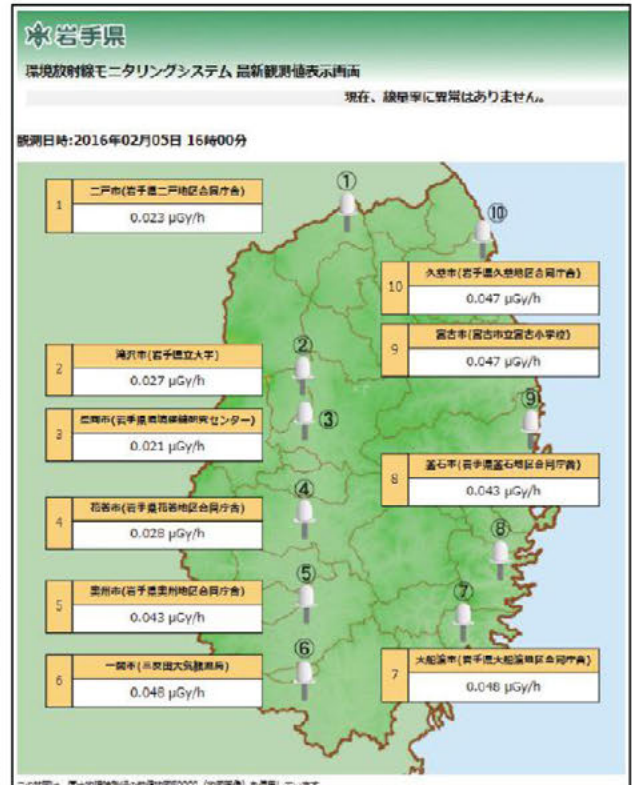 岩手県
環境放射線モニタリングシステム 最新観測値表示画面
現在、線量率に異常はありません。
観測日時:2016年02月05日 16時00分
①
1
二戸市(岩手県二戸地区合同庁舎)
0.023 μGy/h
⑩
10
久慈市(岩手県久慈地区合同庁舎)
0.047 μGy/h
9
宮古市(宮古市立宮古小学校)
0.047 μGy/h
②
2
滝沢市(岩手県立大学)
0.027 μGy/h
⑨
③
3
盛岡市(岩手県環境保健研究センター)
0.021 μGy/h
8
釜石市(岩手県釜石地区合同庁舎)
0.043 μGy/h
④
4
花巻市(岩手県花巻地区合同庁舎)
0.028 μGy/h
⑧
⑤
5
奥州市(岩手県奥州地区合同庁舎)
0.043 μGy/h
⑦
⑥
6
一関市(三反田大気観測局)
0.048 μGy/h
7
大船渡市(岩手県大船渡地区合同庁舎)
0.048 μGy/h